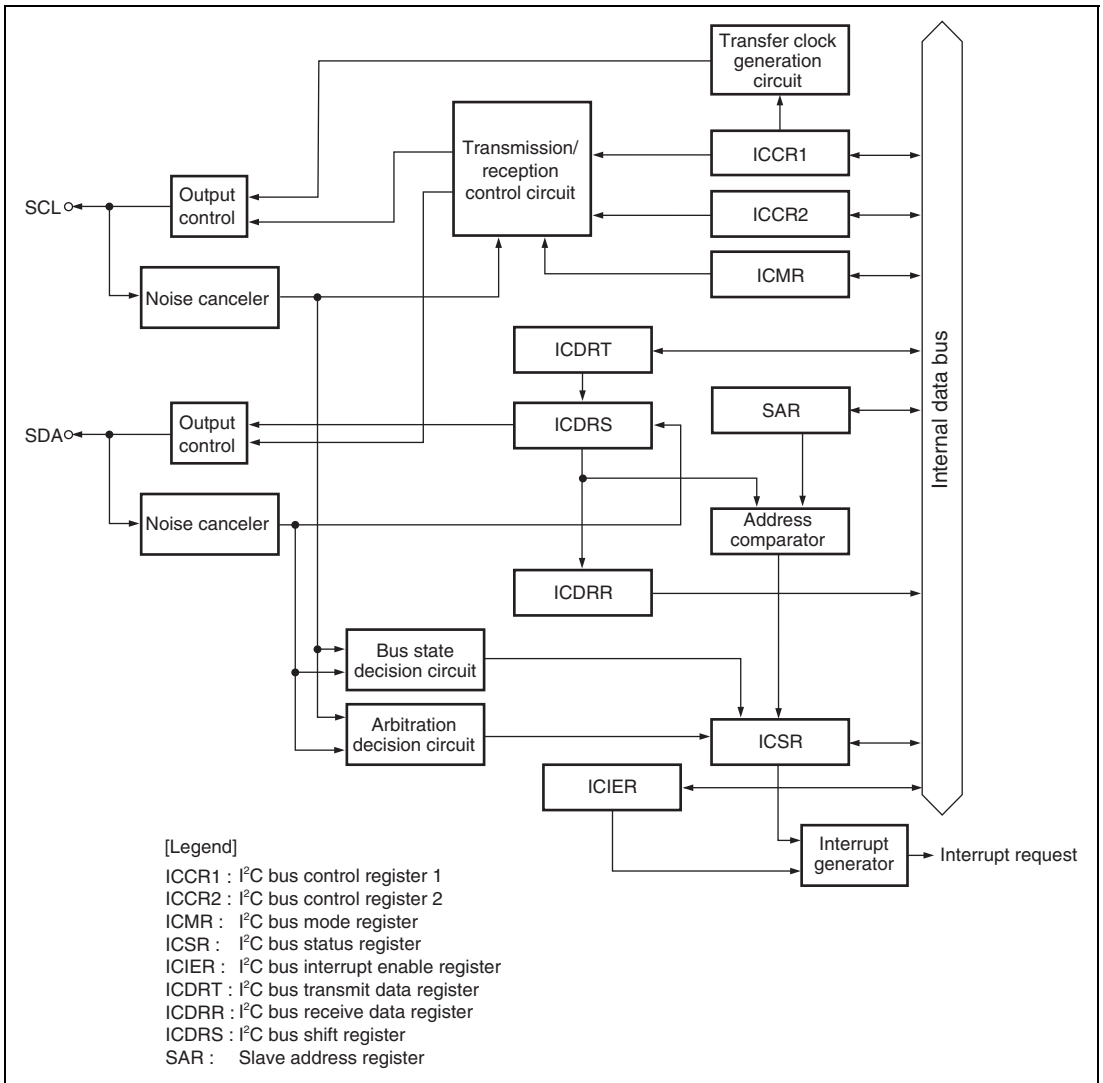 Transfer clock
generation
circuit
Transmission/
reception
control circuit
ICCR1
Output
control
SCL
ICCR2
Noise canceler
ICMR
ICDRT
Internal data bus
Output
control
SDA
ICDRS
SAR
Noise canceler
Address
comparator
ICDRR
Bus state
decision circuit
Arbitration
decision circuit
ICSR
ICIER
Interrupt
generator
Interrupt request
[Legend]
ICCR1 : I²C bus control register 1
ICCR2 : I²C bus control register 2
ICMR : I²C bus mode register
ICSR : I²C bus status register
ICIER : I²C bus interrupt enable register
ICDRT : I²C bus transmit data register
ICDRR : I²C bus receive data register
ICDRS : I²C bus shift register
SAR : Slave address register